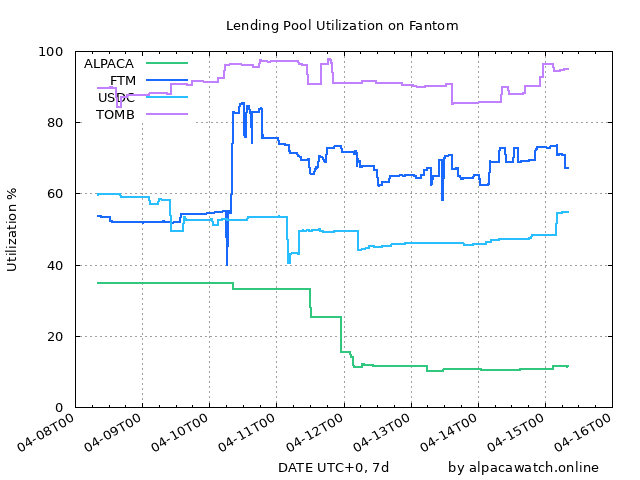 Lending Pool Utilization on Fantom
100
80
60
40
20
0
Utilization %
ALPACA
FTM
USDC
TOMB
04-08T00
04-09T00
04-10T00
04-11T00
04-12T00
04-13T00
04-14T00
04-15T00
04-16T00
DATE UTC+0, 7d
by alpacawatch.online